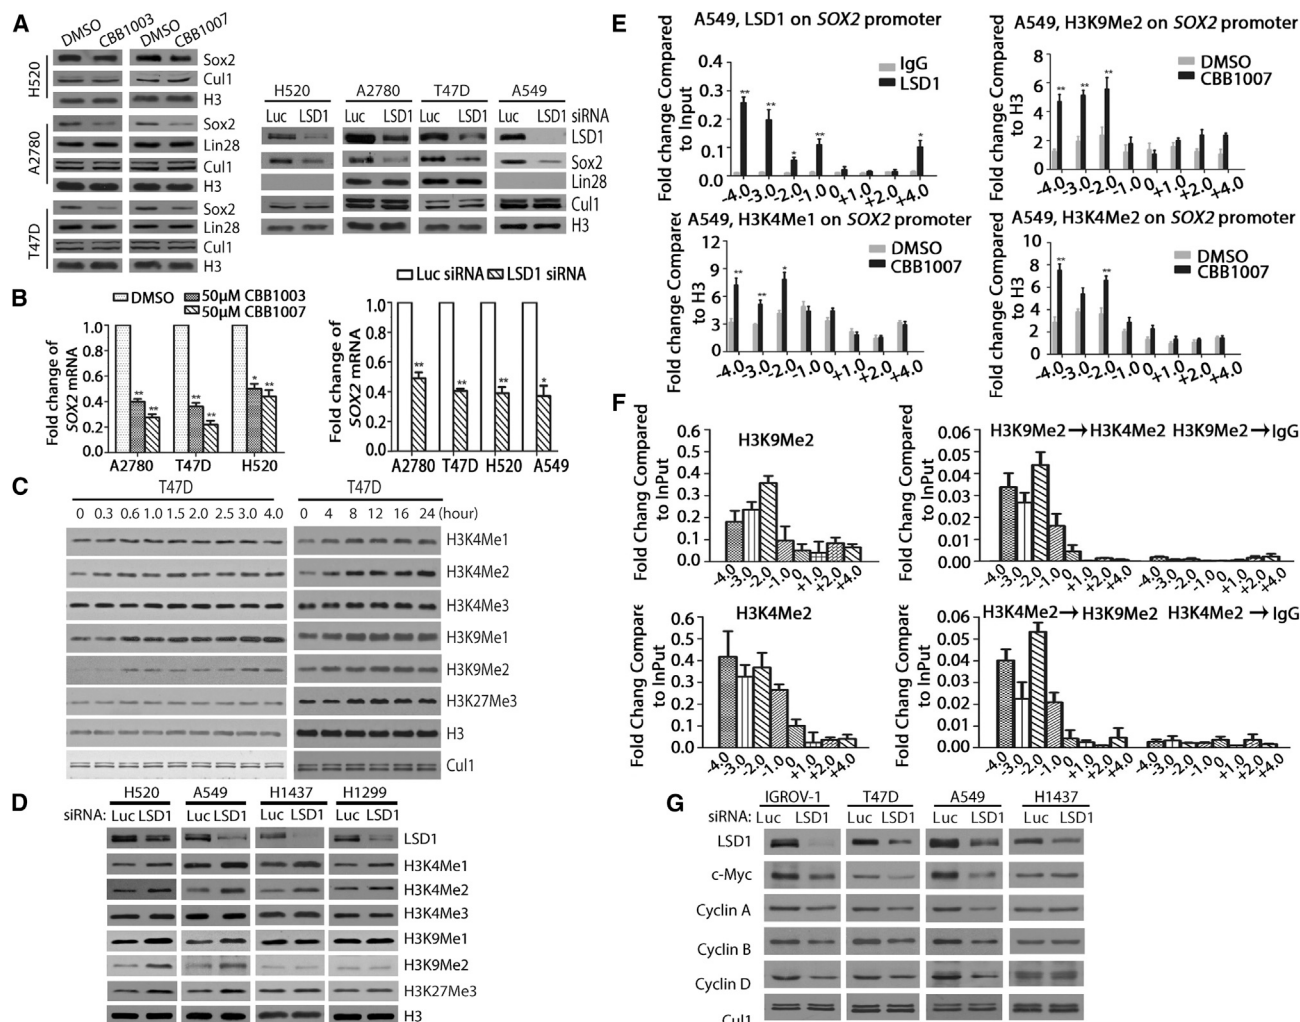 A
DMSO CBB1003 DMSO CBB1007
H520
Sox2
Cul1
H3
A2780
Sox2
Lin28
Cul1
H3
T47D
Sox2
Lin28
Cul1
H3
H520 A2780 T47D A549
Luc LSD1 Luc LSD1 Luc LSD1 Luc LSD1 siRNA
LSD1
Sox2
Lin28
Cul1
H3
B
DMSO 50μM CBB1003
50μM CBB1007
Fold change of
SOX2 mRNA
1.0
0.8
0.6
0.4
0.2
0.0
** ** ** ** * **
A2780 T47D H520
Luc siRNA LSD1 siRNA
Fold change of
SOX2 mRNA
1.0
0.8
0.6
0.4
0.2
0.0
** ** ** *
A2780 T47D H520 A549
C
T47D T47D
0 0.3 0.6 1.0 1.5 2.0 2.5 3.0 4.0 0 4 8 12 16 24 (hour)
H3K4Me1
H3K4Me2
H3K4Me3
H3K9Me1
H3K9Me2
H3K27Me3
H3
Cul1
D
H520 A549 H1437 H1299
siRNA: Luc LSD1 Luc LSD1 Luc LSD1 Luc LSD1
LSD1
H3K4Me1
H3K4Me2
H3K4Me3
H3K9Me1
H3K9Me2
H3K27Me3
H3
E
A549, LSD1 on SOX2 promoter
Fold change Compared
to Input
IgG
LSD1
0.4
0.3
0.2
0.1
0.0
** ** * ** *
-4.0 -3.0 -2.0 -1.0 0 +1.0 +2.0 +4.0
A549, H3K9Me2 on SOX2 promoter
Fold change Compared
to H3
DMSO
CBB1007
8
6
4
2
0
** ** **
-4.0 -3.0 -2.0 -1.0 0 +1.0 +2.0 +4.0
A549, H3K4Me1 on SOX2 promoter
Fold change Compared
to H3
DMSO
CBB1007
12
9
6
3
0
** ** *
-4.0 -3.0 -2.0 -1.0 0 +1.0 +2.0 +4.0
A549, H3K4Me2 on SOX2 promoter
Fold change Compared
to H3
DMSO
CBB1007
10
8
6
4
2
0
** **
-4.0 -3.0 -2.0 -1.0 0 +1.0 +2.0 +4.0
F
H3K9Me2
Fold Chang Compared
to InPut
0.6
0.5
0.4
0.3
0.2
0.1
0.0
-4.0 -3.0 -2.0 -1.0 0 +1.0 +2.0 +4.0
H3K9Me2→H3K4Me2 H3K9Me2→IgG
Fold Chang Compared
to InPut
0.06
0.05
0.04
0.03
0.02
0.01
0.00
-4.0 -3.0 -2.0 -1.0 0 +1.0 +2.0 +4.0 -4.0 -3.0 -2.0 -1.0 0 +1.0 +2.0 +4.0
H3K4Me2
Fold Chang Compare
to InPut
0.6
0.5
0.4
0.3
0.2
0.1
0.0
-4.0 -3.0 -2.0 -1.0 0 +1.0 +2.0 +4.0
H3K4Me2→H3K9Me2 H3K4Me2→IgG
Fold Chang Compare
to InPut
0.06
0.05
0.04
0.03
0.02
0.01
0.00
-4.0 -3.0 -2.0 -1.0 0 +1.0 +2.0 +4.0 -4.0 -3.0 -2.0 -1.0 0 +1.0 +2.0 +4.0
G
IGROV-1 T47D A549 H1437
siRNA: Luc LSD1 Luc LSD1 Luc LSD1 Luc LSD1
LSD1
c-Myc
Cyclin A
Cyclin B
Cyclin D
Cul1